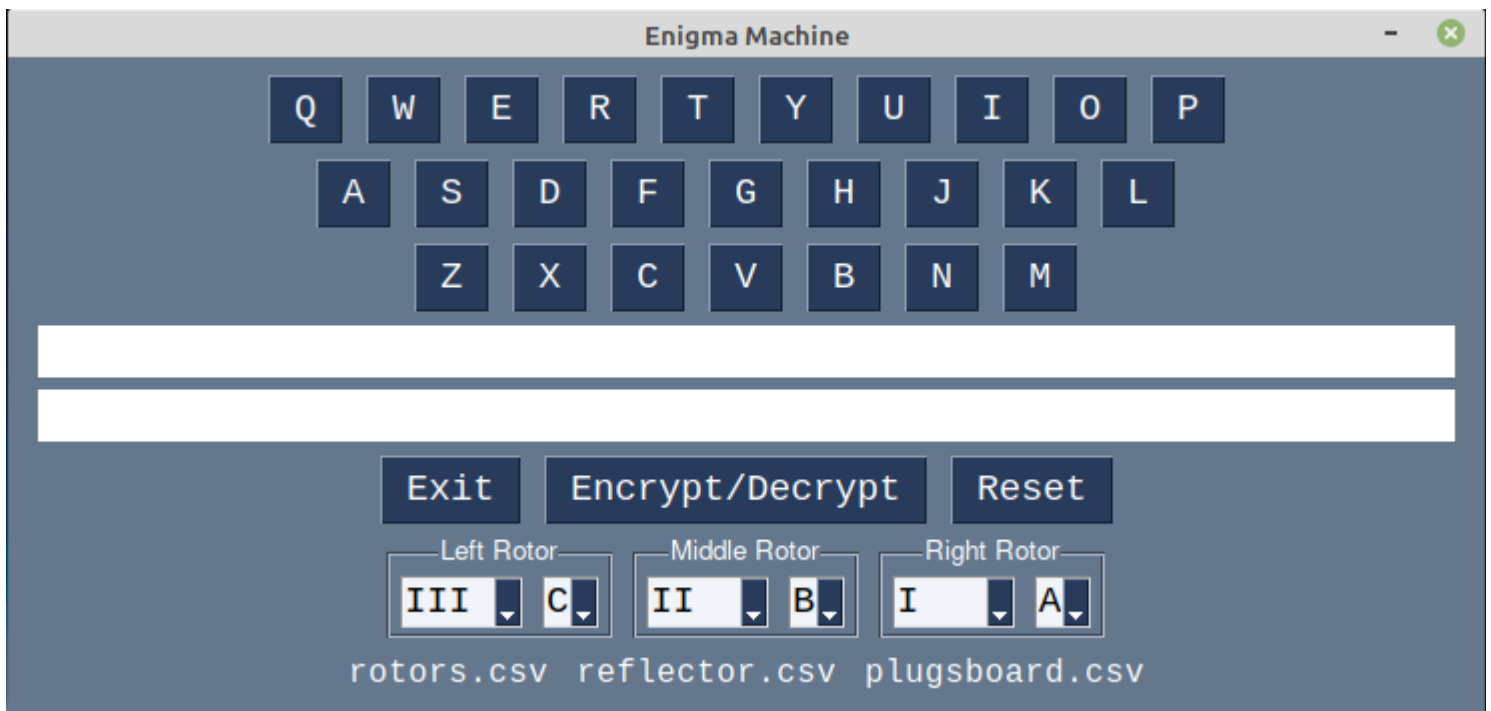 Enigma Machine
Q W E R T Y U I O P
A S D F G H J K L
Z X C V B N M
Exit Encrypt/Decrypt Reset
Left Rotor Middle Rotor Right Rotor
III C II B I A
rotors.csv reflector.csv plugsboard.csv